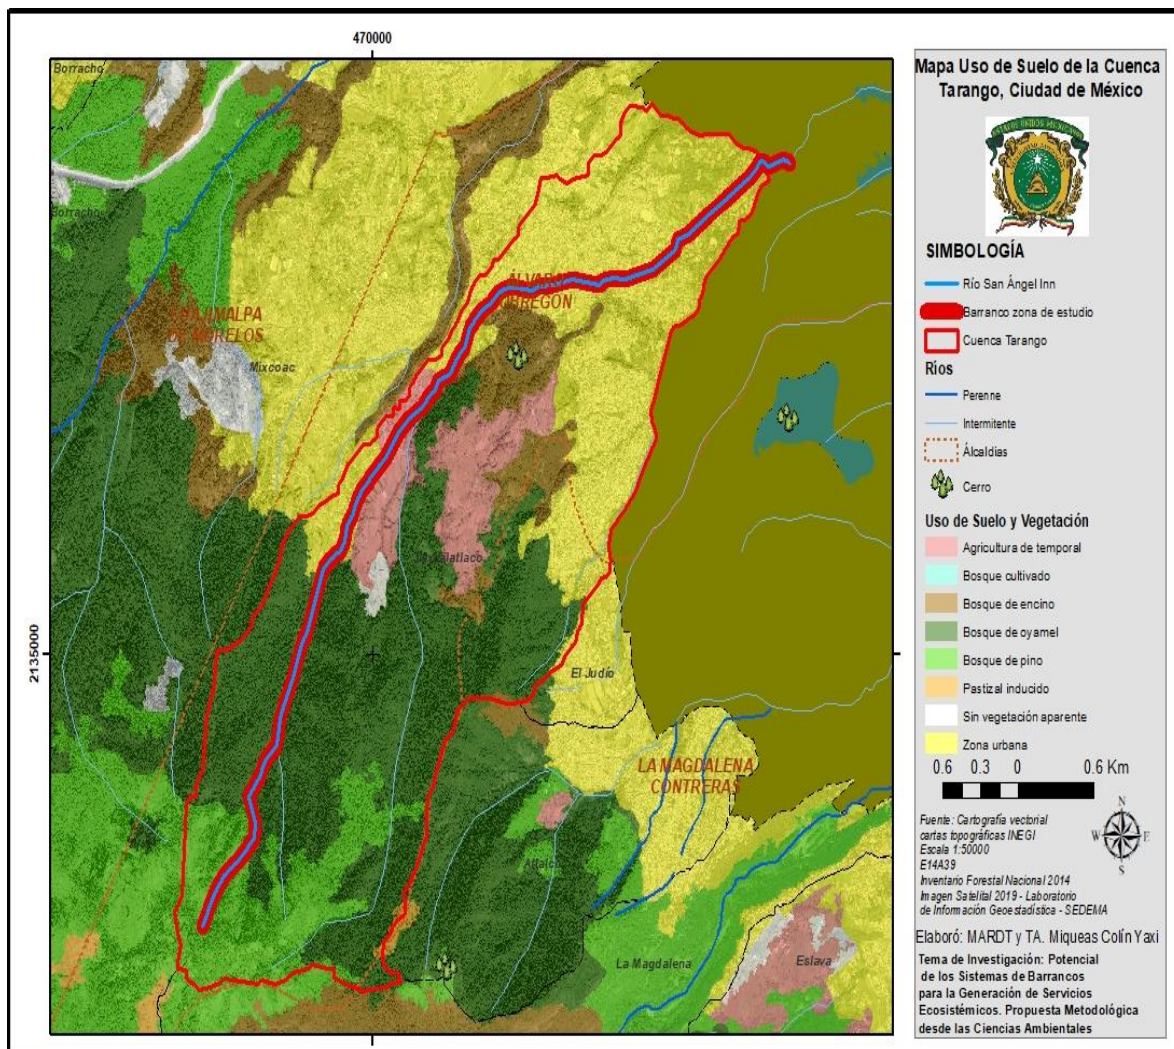 470000
2135000
Borracho
Borracho
CUAJIMALPA
DE MORELOS
Mixcoac
ÁLVARO
OBREGÓN
El Judío
LA MAGDALENA
CONTRERAS
La Magdalena
Eslava
Mapa Uso de Suelo de la Cuenca
Tarango, Ciudad de México
ESTADOS UNIDOS MEXICANOS
SIMBOLOGÍA
Río San Ángel Inn
Barranco zona de estudio
Cuenca Tarango
Ríos
Perenne
Intermitente
Álcaldias
Cerro
Uso de Suelo y Vegetación
Agricultura de temporal
Bosque cultivado
Bosque de encino
Bosque de oyamel
Bosque de pino
Pastizal inducido
Sin vegetación aparente
Zona urbana
0.6 0.3 0 0.6 Km
N
W E
S
Fuente: Cartografía vectorial
cartas topográficas INEGI
Escala 1:50000
E14A39
Inventario Forestal Nacional 2014
Imagen Satelital 2019 - Laboratorio
de Información Geoestadística - SEDEMA
Elaboró: MARDT y TA. Miqueas Colín Yaxi
Tema de Investigación: Potencial
de los Sistemas de Barrancos
para la Generación de Servicios
Ecosistémicos. Propuesta Metodológica
desde las Ciencias Ambientales